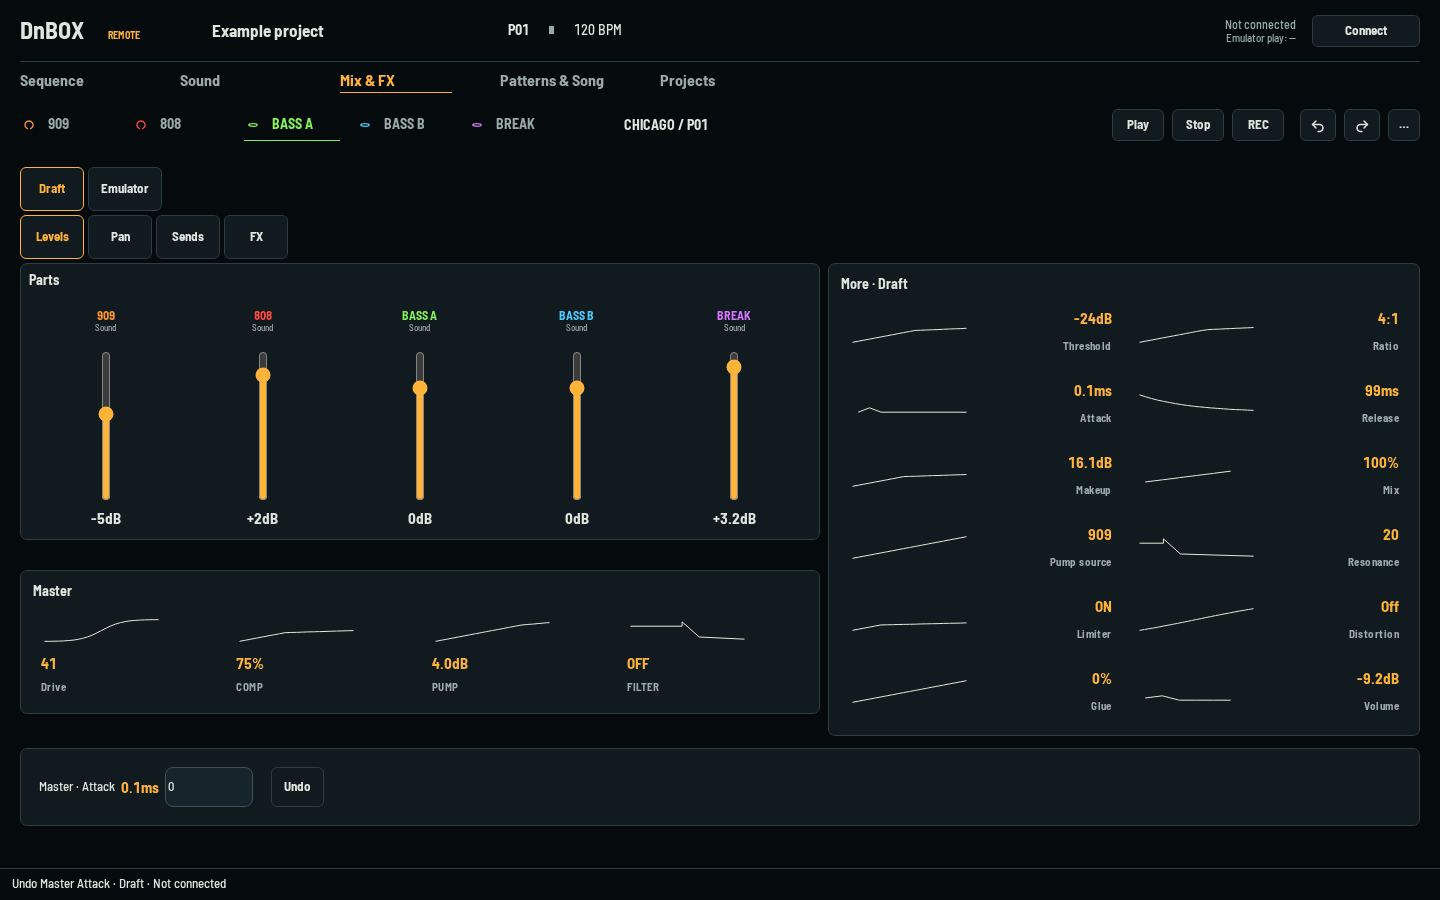 DnBOX REMOTE Example project P01 120 BPM Not connected Connect
Emulator play: –
Sequence Sound Mix & FX Patterns & Song Projects
909 808 BASS A BASS B BREAK CHICAGO / P01 Play Stop REC ...
Draft Emulator
Levels Pan Sends FX
Parts
909 808 BASS A BASS B BREAK
Sound Sound Sound Sound Sound
-5dB +2dB 0dB 0dB +3.2dB
Master
41 75% 4.0dB OFF
Drive COMP PUMP FILTER
More · Draft
-24dB 4:1
Threshold Ratio
0.1ms 99ms
Attack Release
16.1dB 100%
Makeup Mix
909 20
Pump source Resonance
ON Off
Limiter Distortion
0% -9.2dB
Glue Volume
Master · Attack 0.1ms 0 Undo
Undo Master Attack · Draft · Not connected